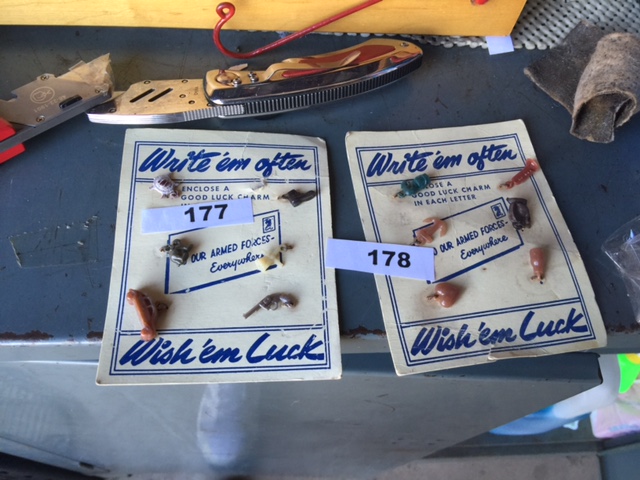 Write 'em often
ENCLOSE A
GOOD LUCK CHARM
177
OUR ARMED FORCES-
Everywhere
Wish 'em Luck
Write 'em often
CLOSE A
GOOD LUCK CHARM
IN EACH LETTER
O OUR ARMED FORCES-
Everywhere
178
Wish 'em Luck